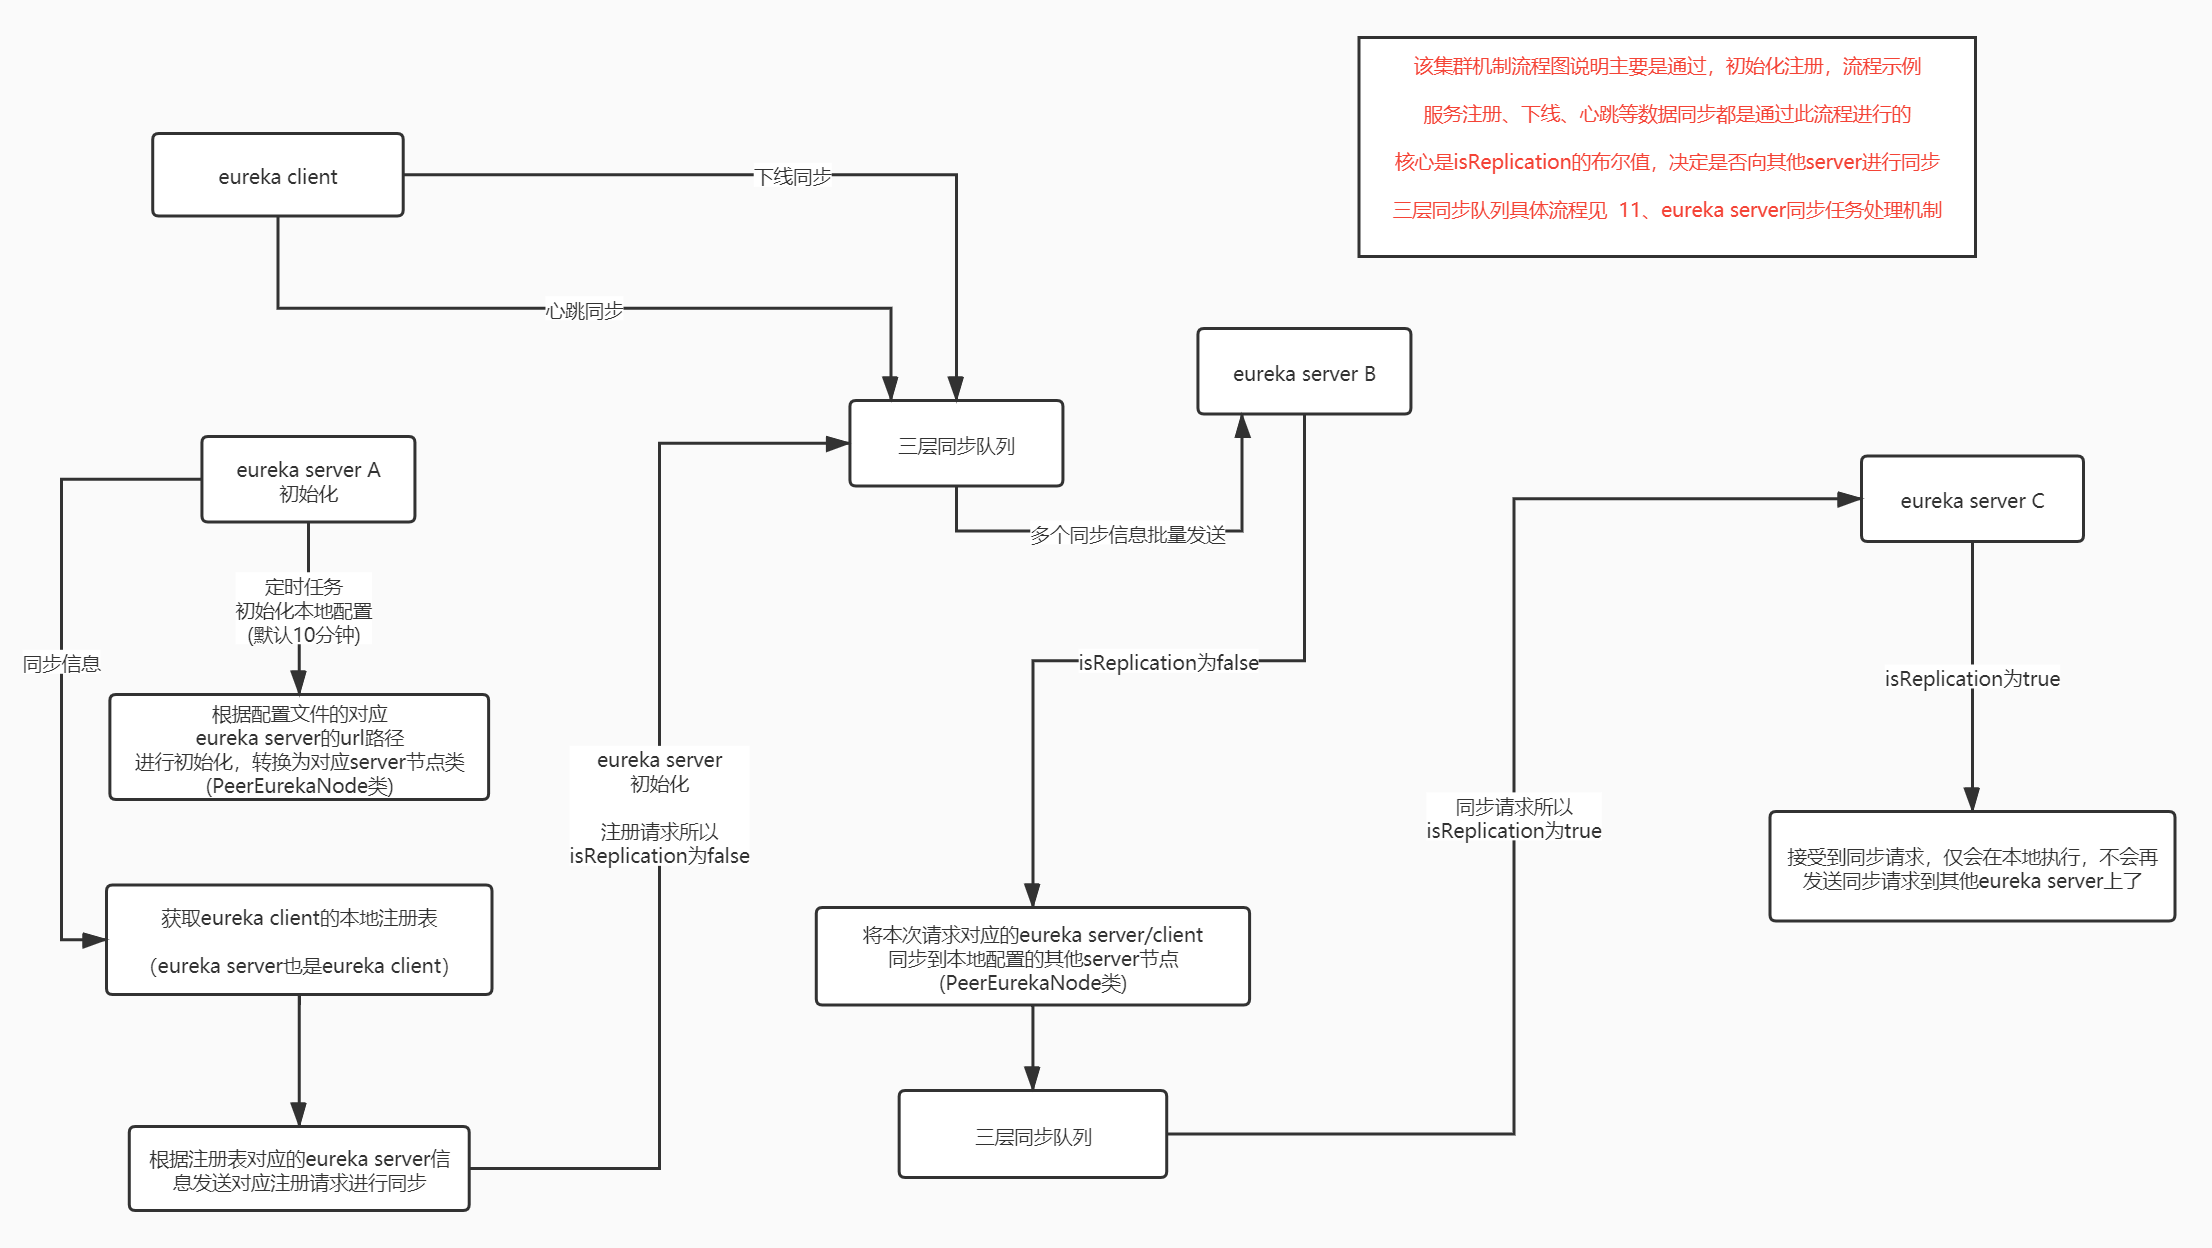 该集群机制流程图说明主要是通过，初始化注册，流程示例
服务注册、下线、心跳等数据同步都是通过此流程进行的
核心是isReplication的布尔值，决定是否向其他server进行同步
三层同步队列具体流程见  11、eureka server同步任务处理机制
eureka client
下线同步
心跳同步
eureka server B
三层同步队列
eureka server A
初始化
eureka server C
多个同步信息批量发送
定时任务
初始化本地配置
(默认10分钟)
同步信息
isReplication为false
isReplication为true
根据配置文件的对应
eureka server的url路径
进行初始化，转换为对应server节点类
(PeerEurekaNode类)
eureka server
初始化
注册请求所以
isReplication为false
同步请求所以
isReplication为true
接受到同步请求，仅会在本地执行，不会再
发送同步请求到其他eureka server上了
获取eureka client的本地注册表
（eureka server也是eureka client）
将本次请求对应的eureka server/client
同步到本地配置的其他server节点
(PeerEurekaNode类)
三层同步队列
根据注册表对应的eureka server信
息发送对应注册请求进行同步